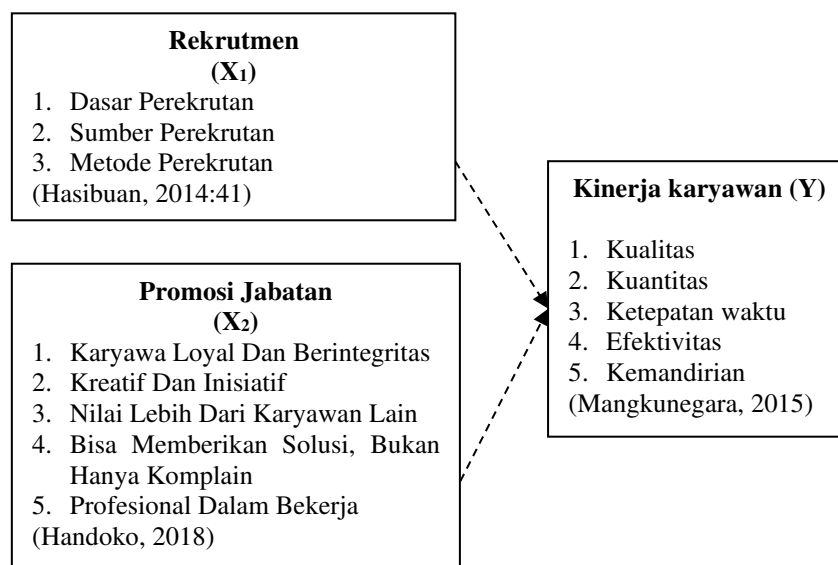 Rekrutmen
(X₁)
1. Dasar Perekrutan
2. Sumber Perekrutan
3. Metode Perekrutan
(Hasibuan, 2014:41)
Promosi Jabatan
(X₂)
1. Karyawa Loyal Dan Berintegritas
2. Kreatif Dan Inisiatif
3. Nilai Lebih Dari Karyawan Lain
4. Bisa Memberikan Solusi, Bukan
Hanya Komplain
5. Profesional Dalam Bekerja
(Handoko, 2018)
Kinerja karyawan (Y)
1. Kualitas
2. Kuantitas
3. Ketepatan waktu
4. Efektivitas
5. Kemandirian
(Mangkunegara, 2015)